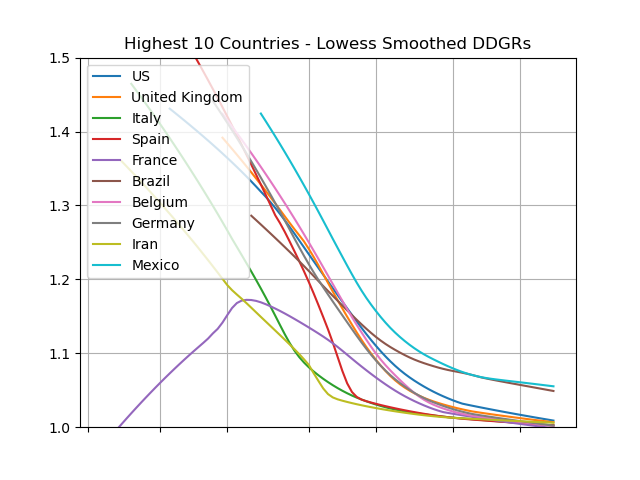 Highest 10 Countries - Lowess Smoothed DDGRs
1.5
1.4
1.3
1.2
1.1
1.0
US
United Kingdom
Italy
Spain
France
Brazil
Belgium
Germany
Iran
Mexico